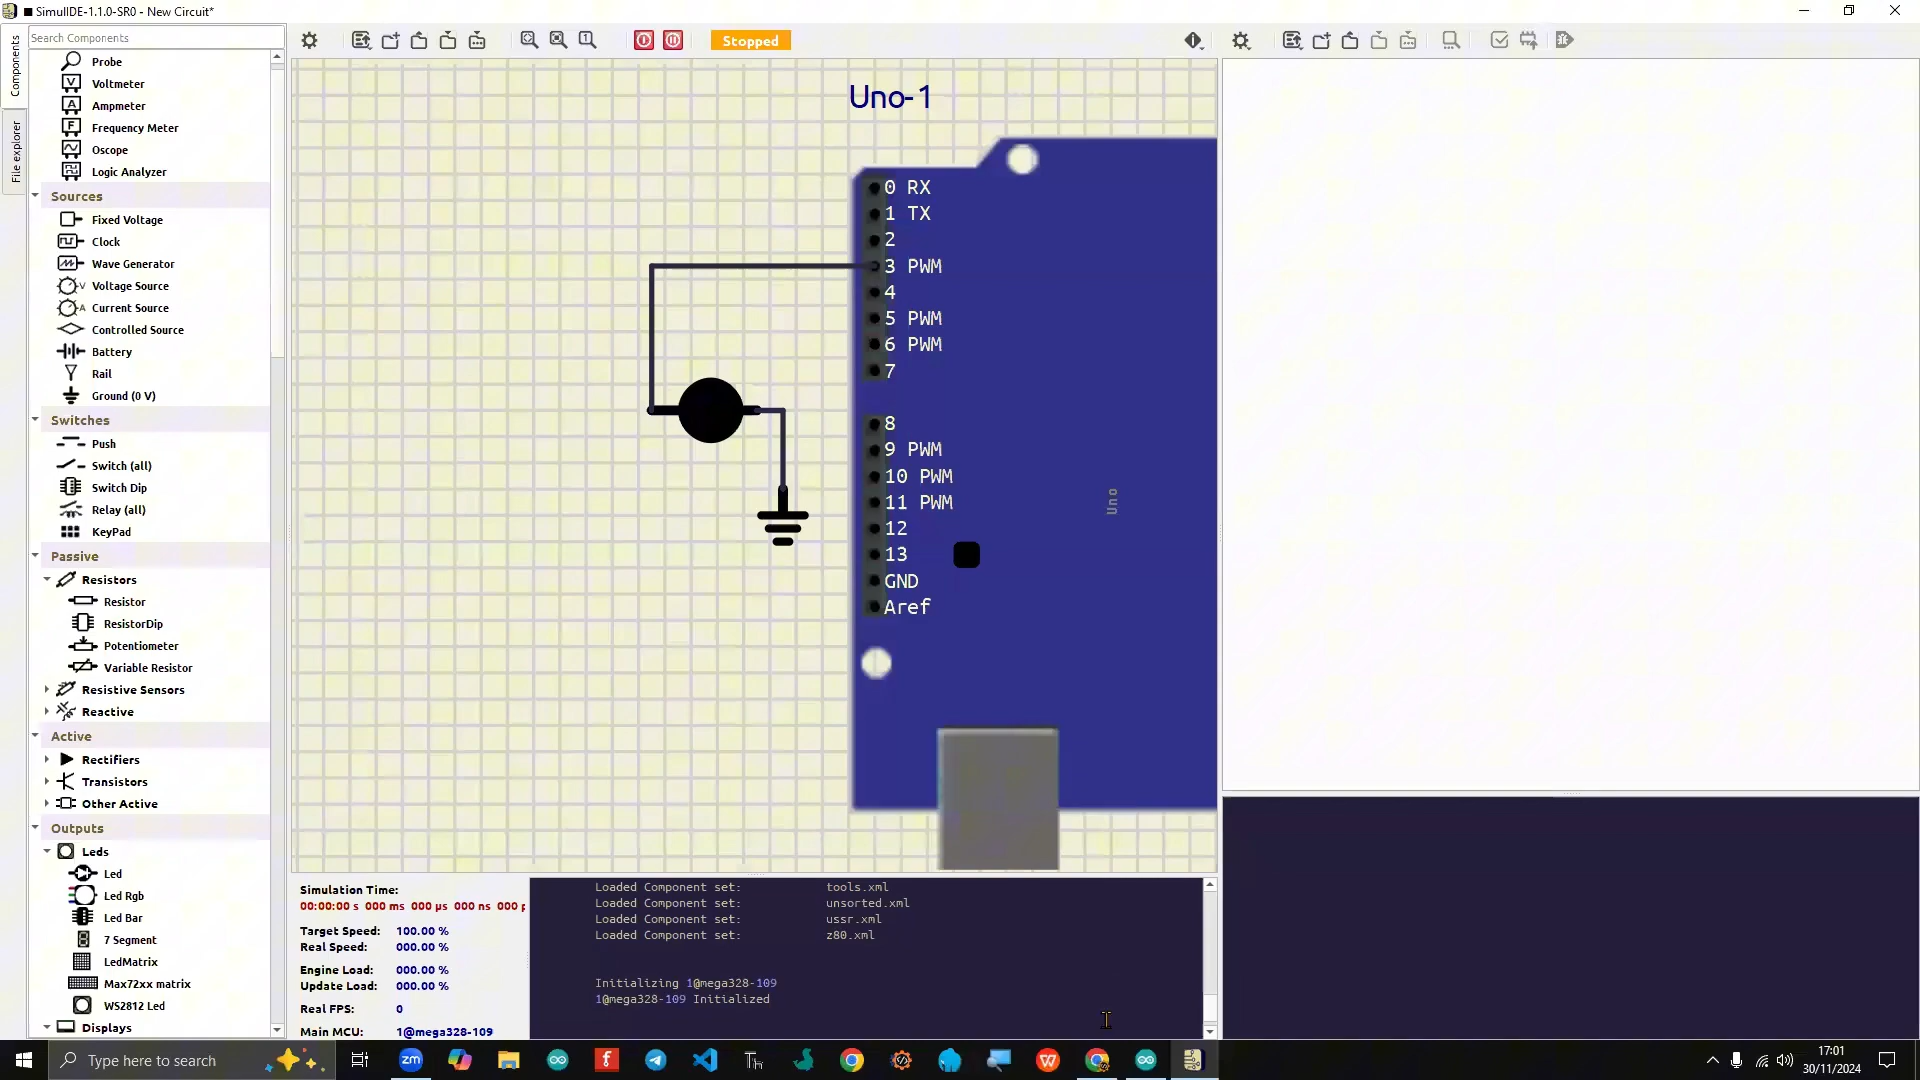 SimulIDE-1.1.0-SR0 - New Circuit*
Components
File explorer
Search Components
Probe
Voltmeter
Ampmeter
Frequency Meter
Oscope
Logic Analyzer
Sources
Fixed Voltage
Clock
Wave Generator
Voltage Source
Current Source
Controlled Source
Battery
Rail
Ground (0 V)
Switches
Push
Switch (all)
Switch Dip
Relay (all)
KeyPad
Passive
Resistors
Resistor
ResistorDip
Potentiometer
Variable Resistor
Resistive Sensors
Reactive
Active
Rectifiers
Transistors
Other Active
Outputs
Leds
Led
Led Rgb
Led Bar
7 Segment
LedMatrix
Max72xx matrix
WS2812 Led
Displays
Stopped
Uno-1
0 RX
1 TX
2
3 PWM
4
5 PWM
6 PWM
7
8
9 PWM
10 PWM
11 PWM
12
13
GND
Aref
Uno
Simulation Time:
00:00:00 s 000 ms 000 µs 000 ns 000 p
Target Speed: 100.00 %
Real Speed: 000.00 %
Engine Load: 000.00 %
Update Load: 000.00 %
Real FPS: 0
Main MCU: 1@mega328-109
Loaded Component set: tools.xml
Loaded Component set: unsorted.xml
Loaded Component set: ussr.xml
Loaded Component set: z80.xml
Initializing 1@mega328-109
1@mega328-109 Initialized
Type here to search
zm
17:01
30/11/2024